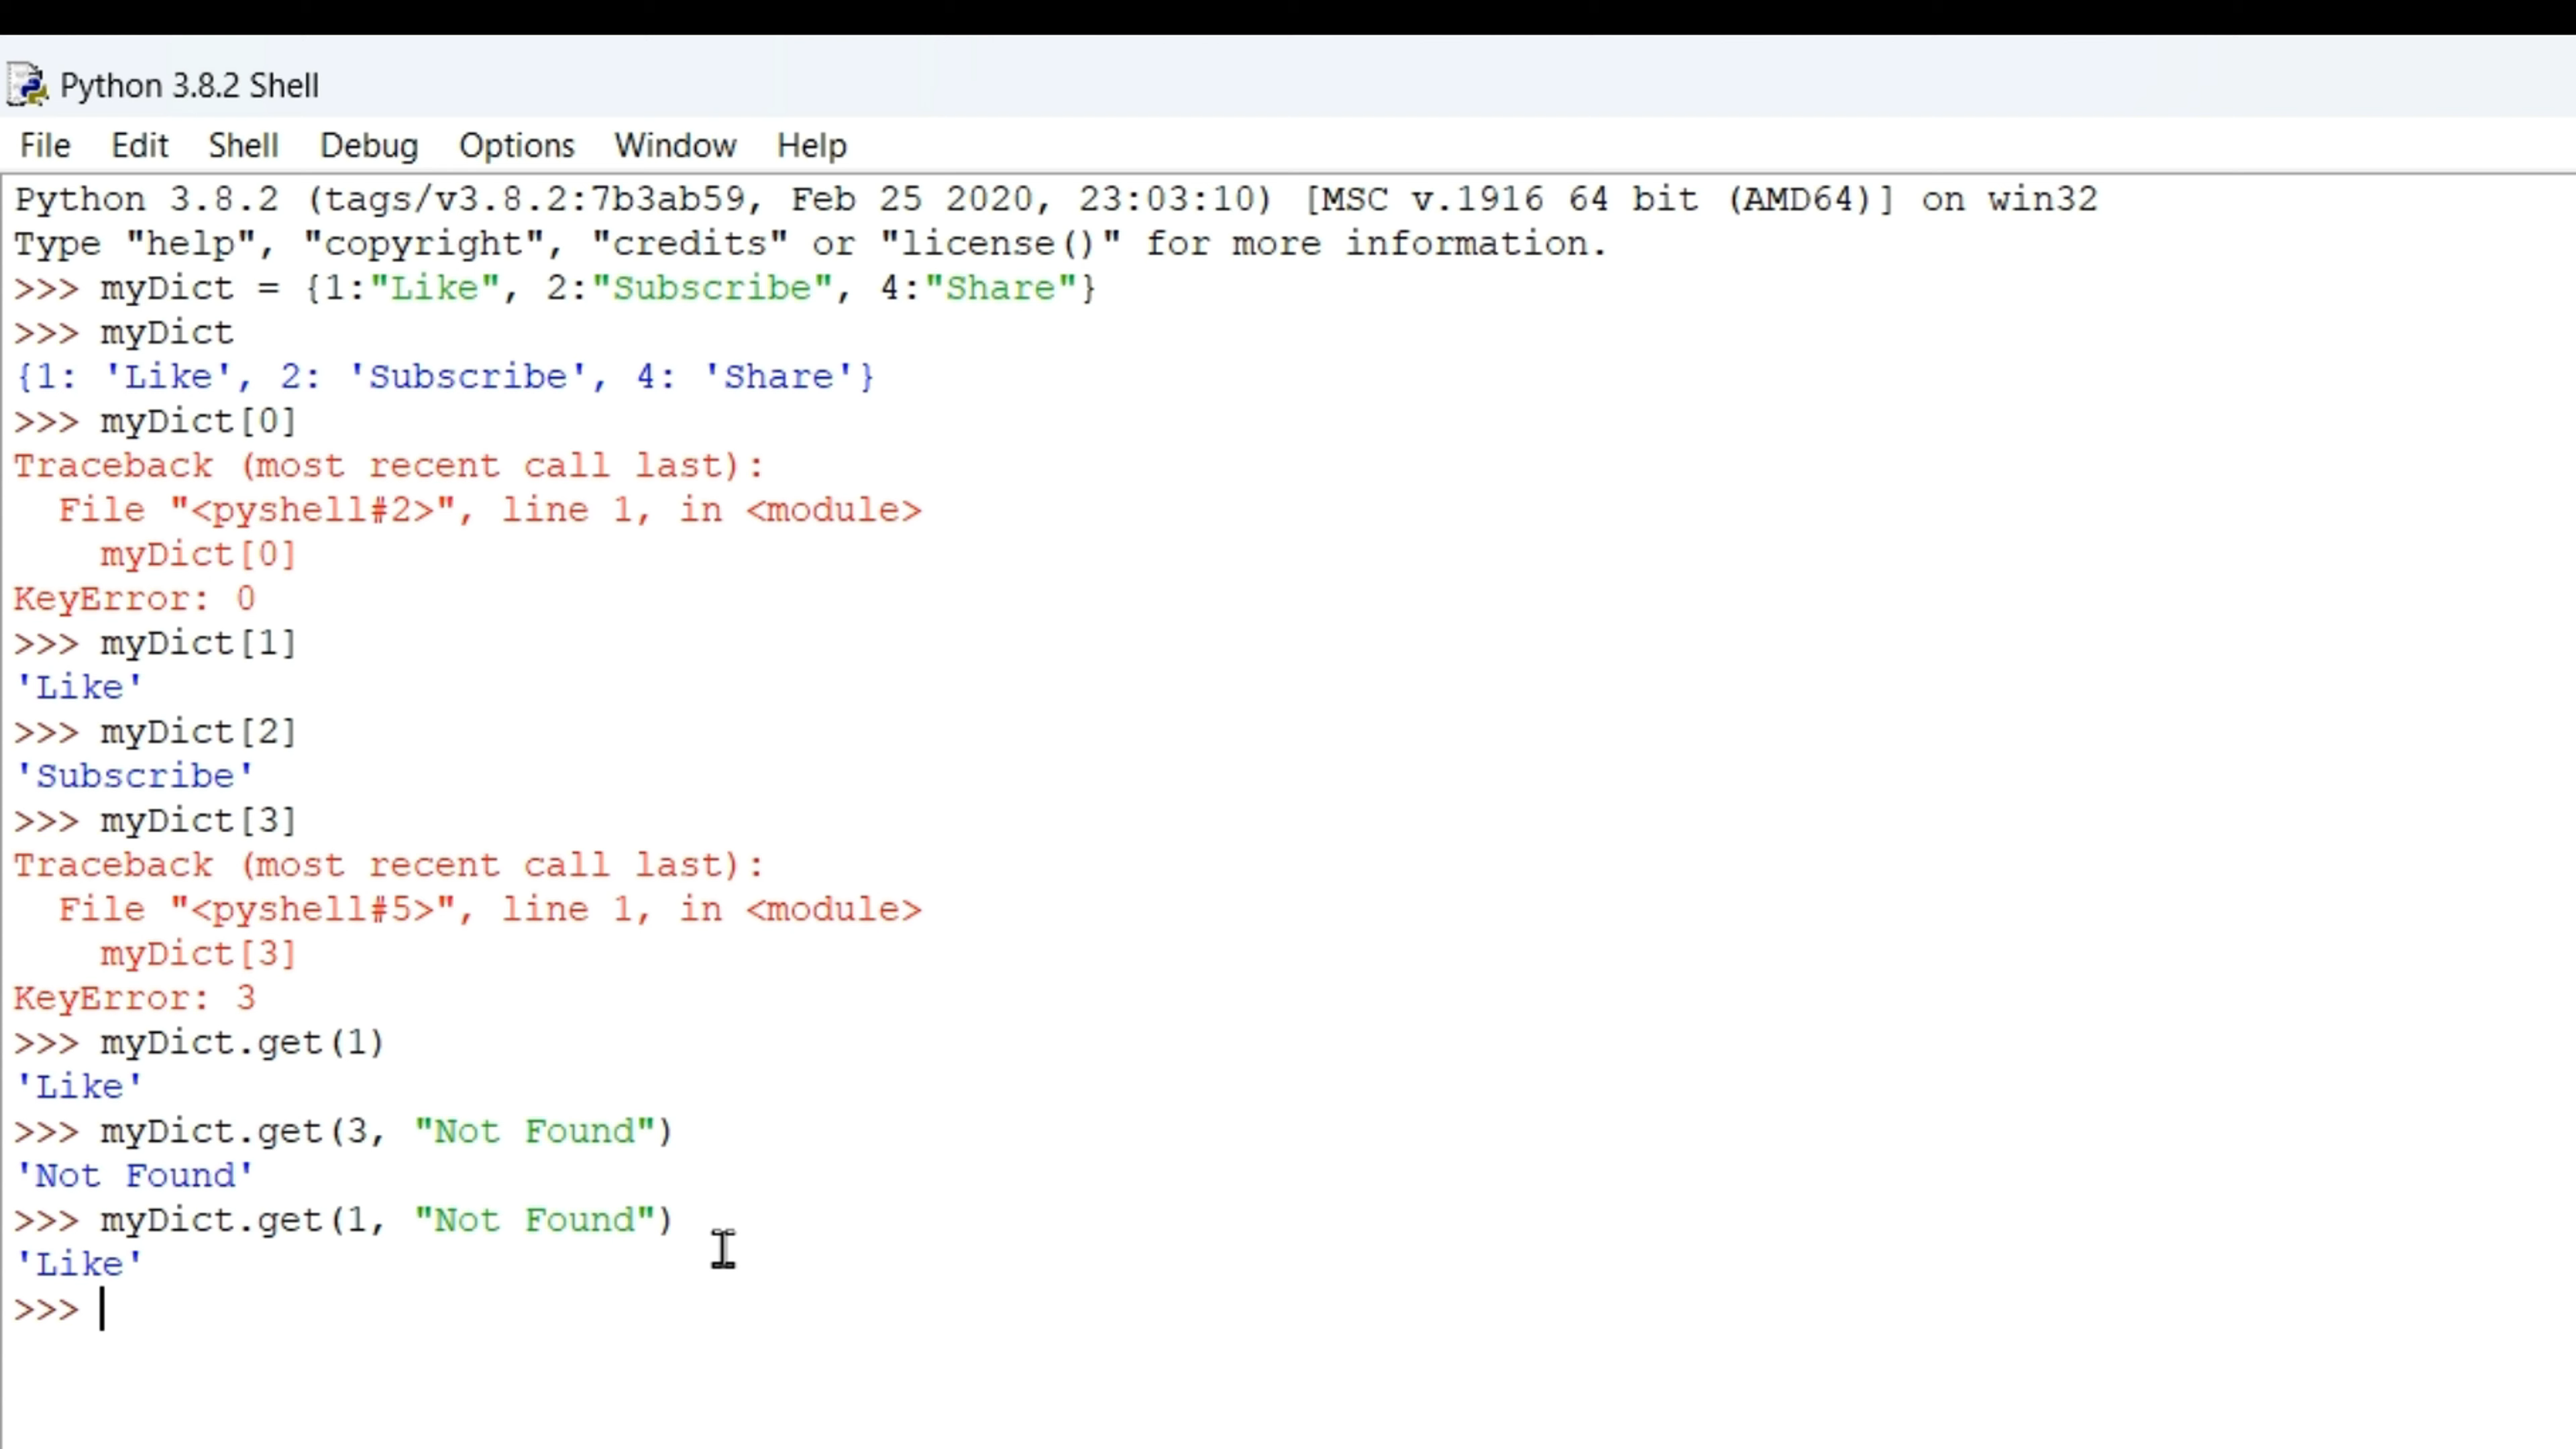 Python 3.8.2 Shell
File Edit Shell Debug Options Window Help
Python 3.8.2 (tags/v3.8.2:7b3ab59, Feb 25 2020, 23:03:10) [MSC v.1916 64 bit (AMD64)] on win32
Type "help", "copyright", "credits" or "license()" for more information.
>>> myDict = {1:"Like", 2:"Subscribe", 4:"Share"}
>>> myDict
{1: 'Like', 2: 'Subscribe', 4: 'Share'}
>>> myDict[0]
Traceback (most recent call last):
  File "<pyshell#2>", line 1, in <module>
    myDict[0]
KeyError: 0
>>> myDict[1]
'Like'
>>> myDict[2]
'Subscribe'
>>> myDict[3]
Traceback (most recent call last):
  File "<pyshell#5>", line 1, in <module>
    myDict[3]
KeyError: 3
>>> myDict.get(1)
'Like'
>>> myDict.get(3, "Not Found")
'Not Found'
>>> myDict.get(1, "Not Found")
'Like'
>>>